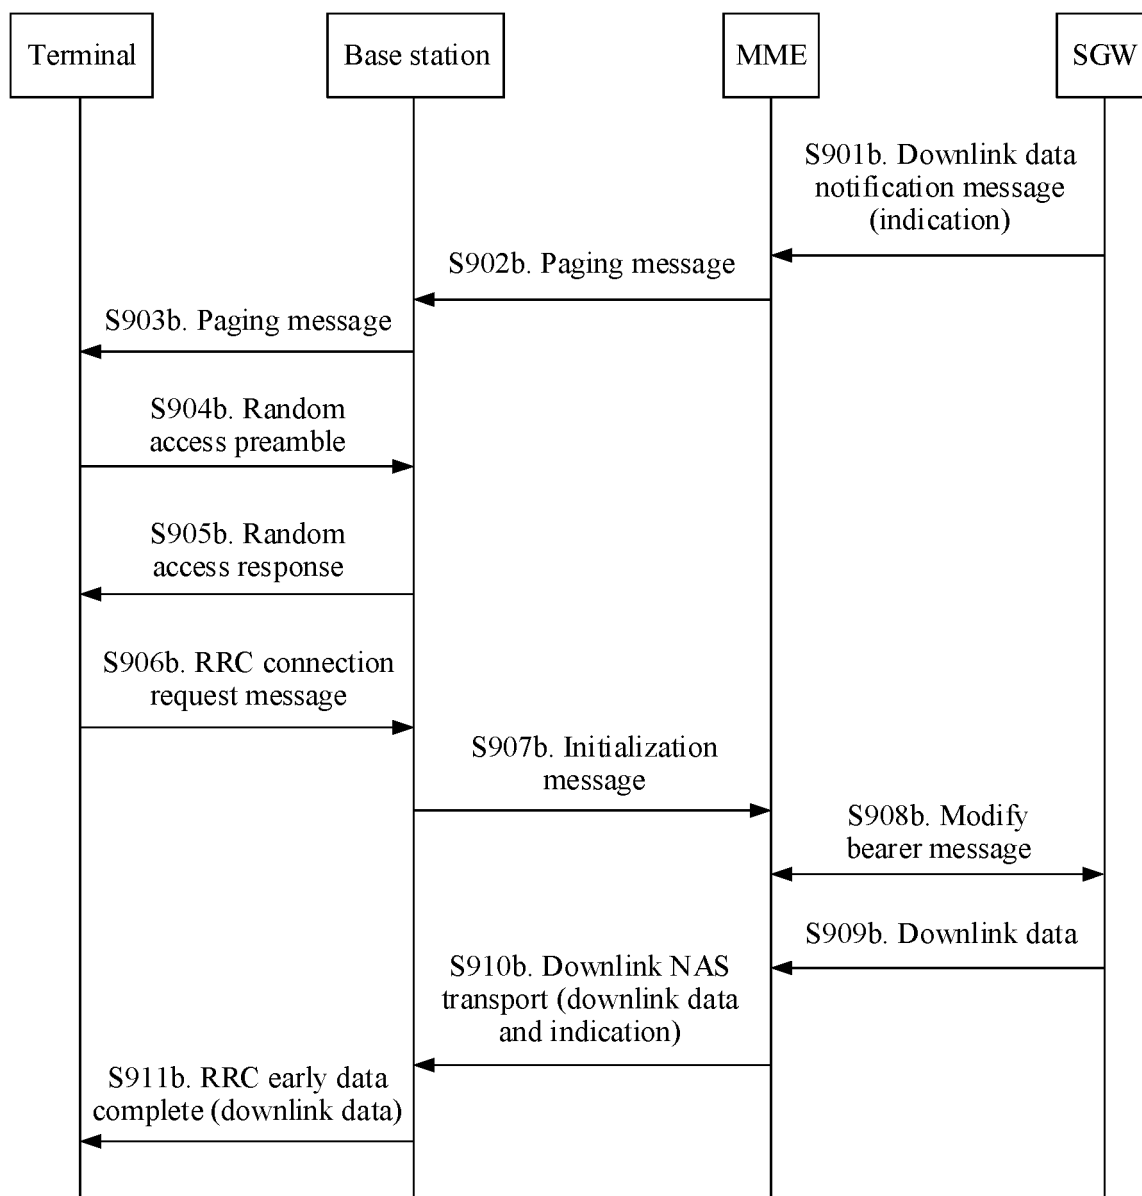 Terminal
Base station
MME
SGW
S901b. Downlink data
notification message
(indication)
S902b. Paging message
S903b. Paging message
S904b. Random
access preamble
S905b. Random
access response
S906b. RRC connection
request message
S907b. Initialization
message
S908b. Modify
bearer message
S909b. Downlink data
S910b. Downlink NAS
transport (downlink data
and indication)
S911b. RRC early data
complete (downlink data)